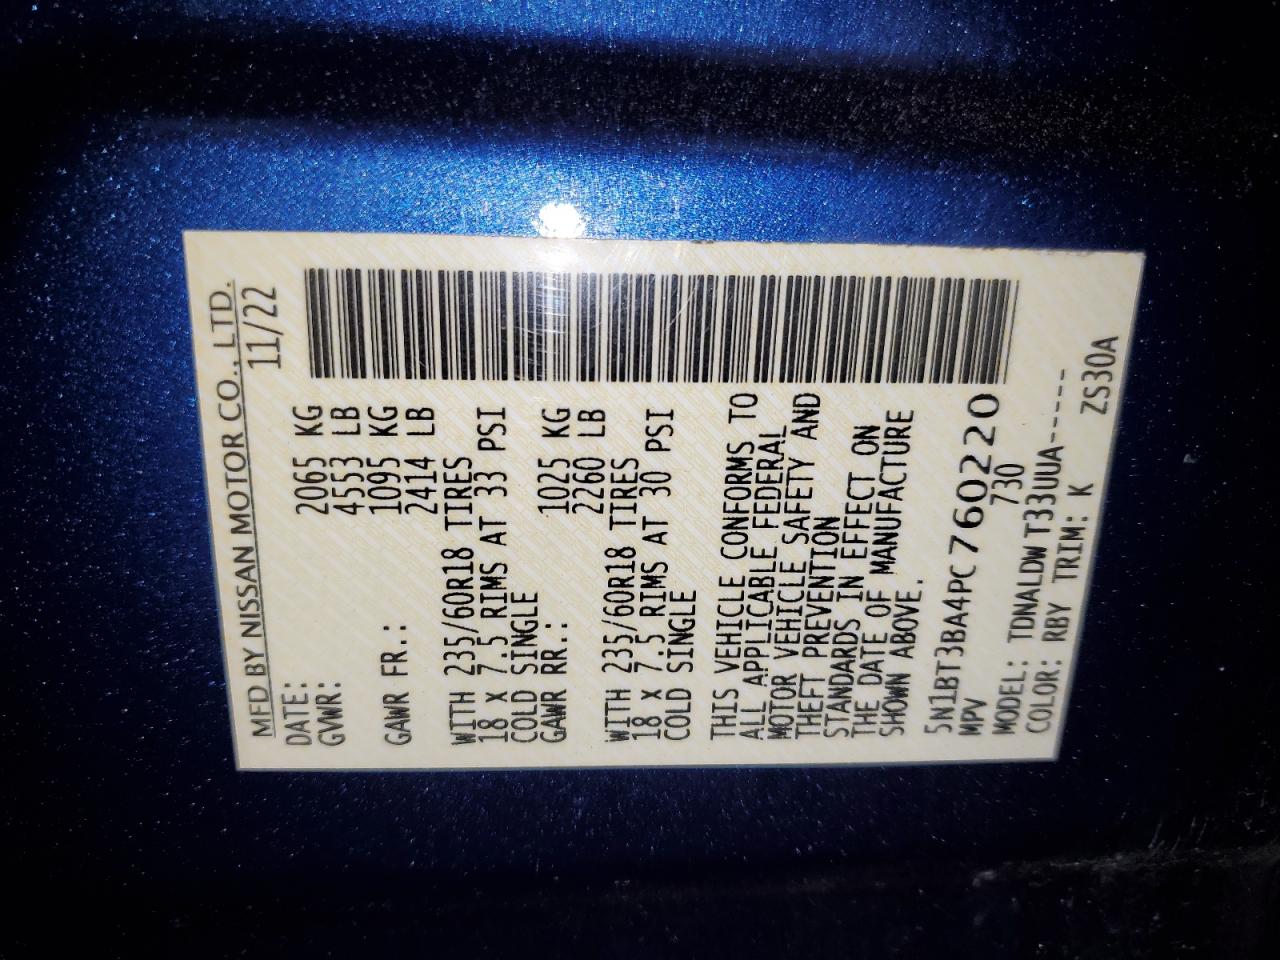 MFD BY NISSAN MOTOR CO., LTD.
DATE: 11/22
GVWR: 2065 KG
4553 LB
GAWR FR.: 1095 KG
2414 LB
WITH 235/60R18 TIRES
18 X 7.5 RIMS AT 33 PSI
COLD SINGLE
GAWR RR.: 1025 KG
2260 LB
WITH 235/60R18 TIRES
18 X 7.5 RIMS AT 30 PSI
COLD SINGLE
THIS VEHICLE CONFORMS TO
ALL APPLICABLE FEDERAL
MOTOR VEHICLE SAFETY AND
THEFT PREVENTION
STANDARDS IN EFFECT ON
THE DATE OF MANUFACTURE
SHOWN ABOVE.
5N1BT3BA4PC760220
MPV 730
MODEL: TDNALDWT33UUA-----
COLOR: RBY TRIM: K ZS30A